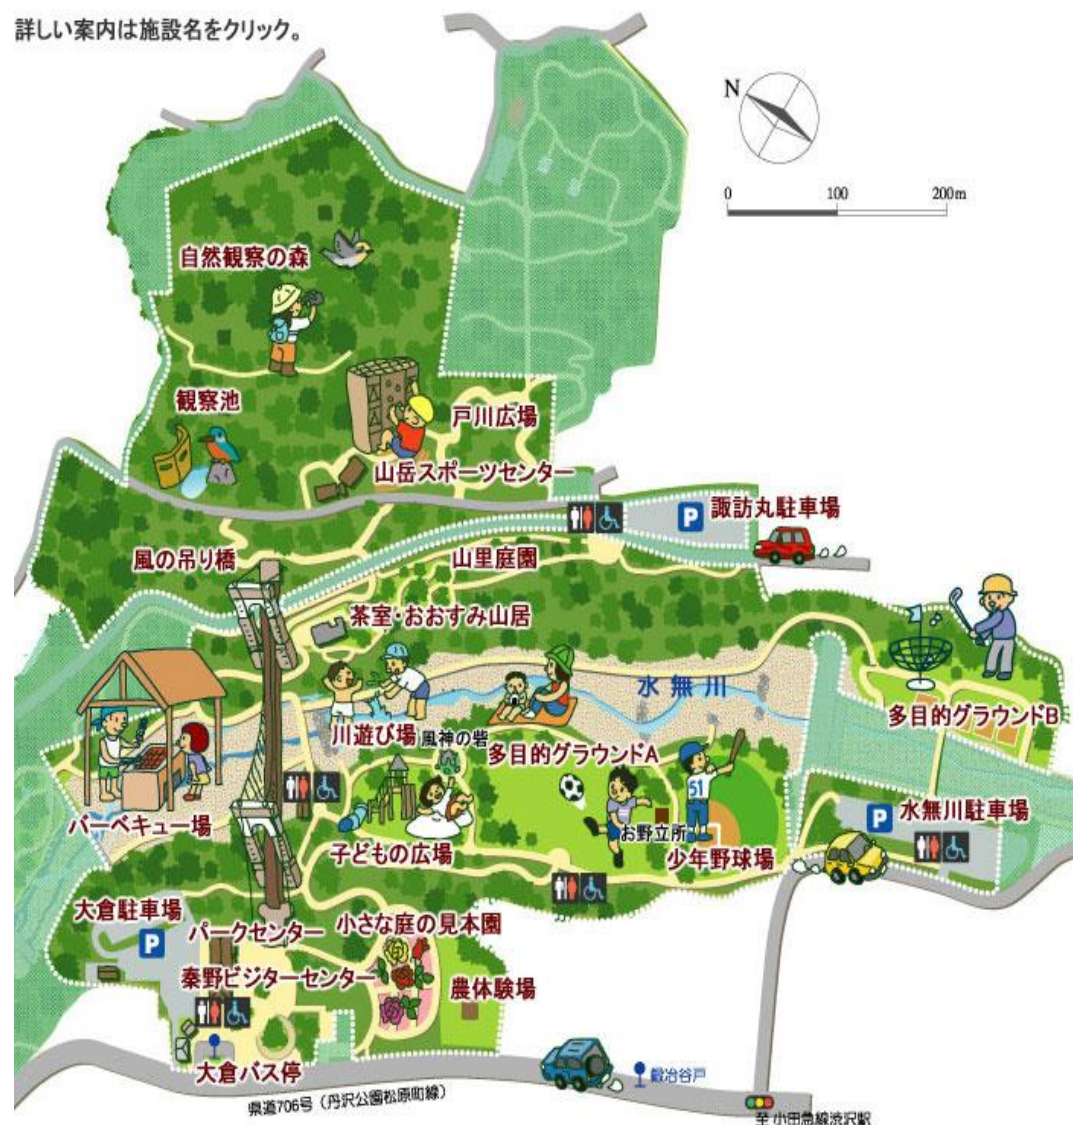 詳しい案内は施設名をクリック。
N
0 100 200m
自然観察の森
観察池
戸川広場
山岳スポーツセンター
P
諏訪丸駐車場
風の吊り橋
山里庭園
茶室・おおすみ山居
水無川
多目的グラウンドB
川遊び場
風神の砦
多目的グラウンドA
51
お野立所
バーベキュー場
子どもの広場
少年野球場
P
水無川駐車場
大倉駐車場
P
パークセンター
小さな庭の見本園
秦野ビジターセンター
農体験場
大倉バス停
鍛冶谷戸
県道706号（丹沢公園松原町線）
至 小田急線渋沢駅